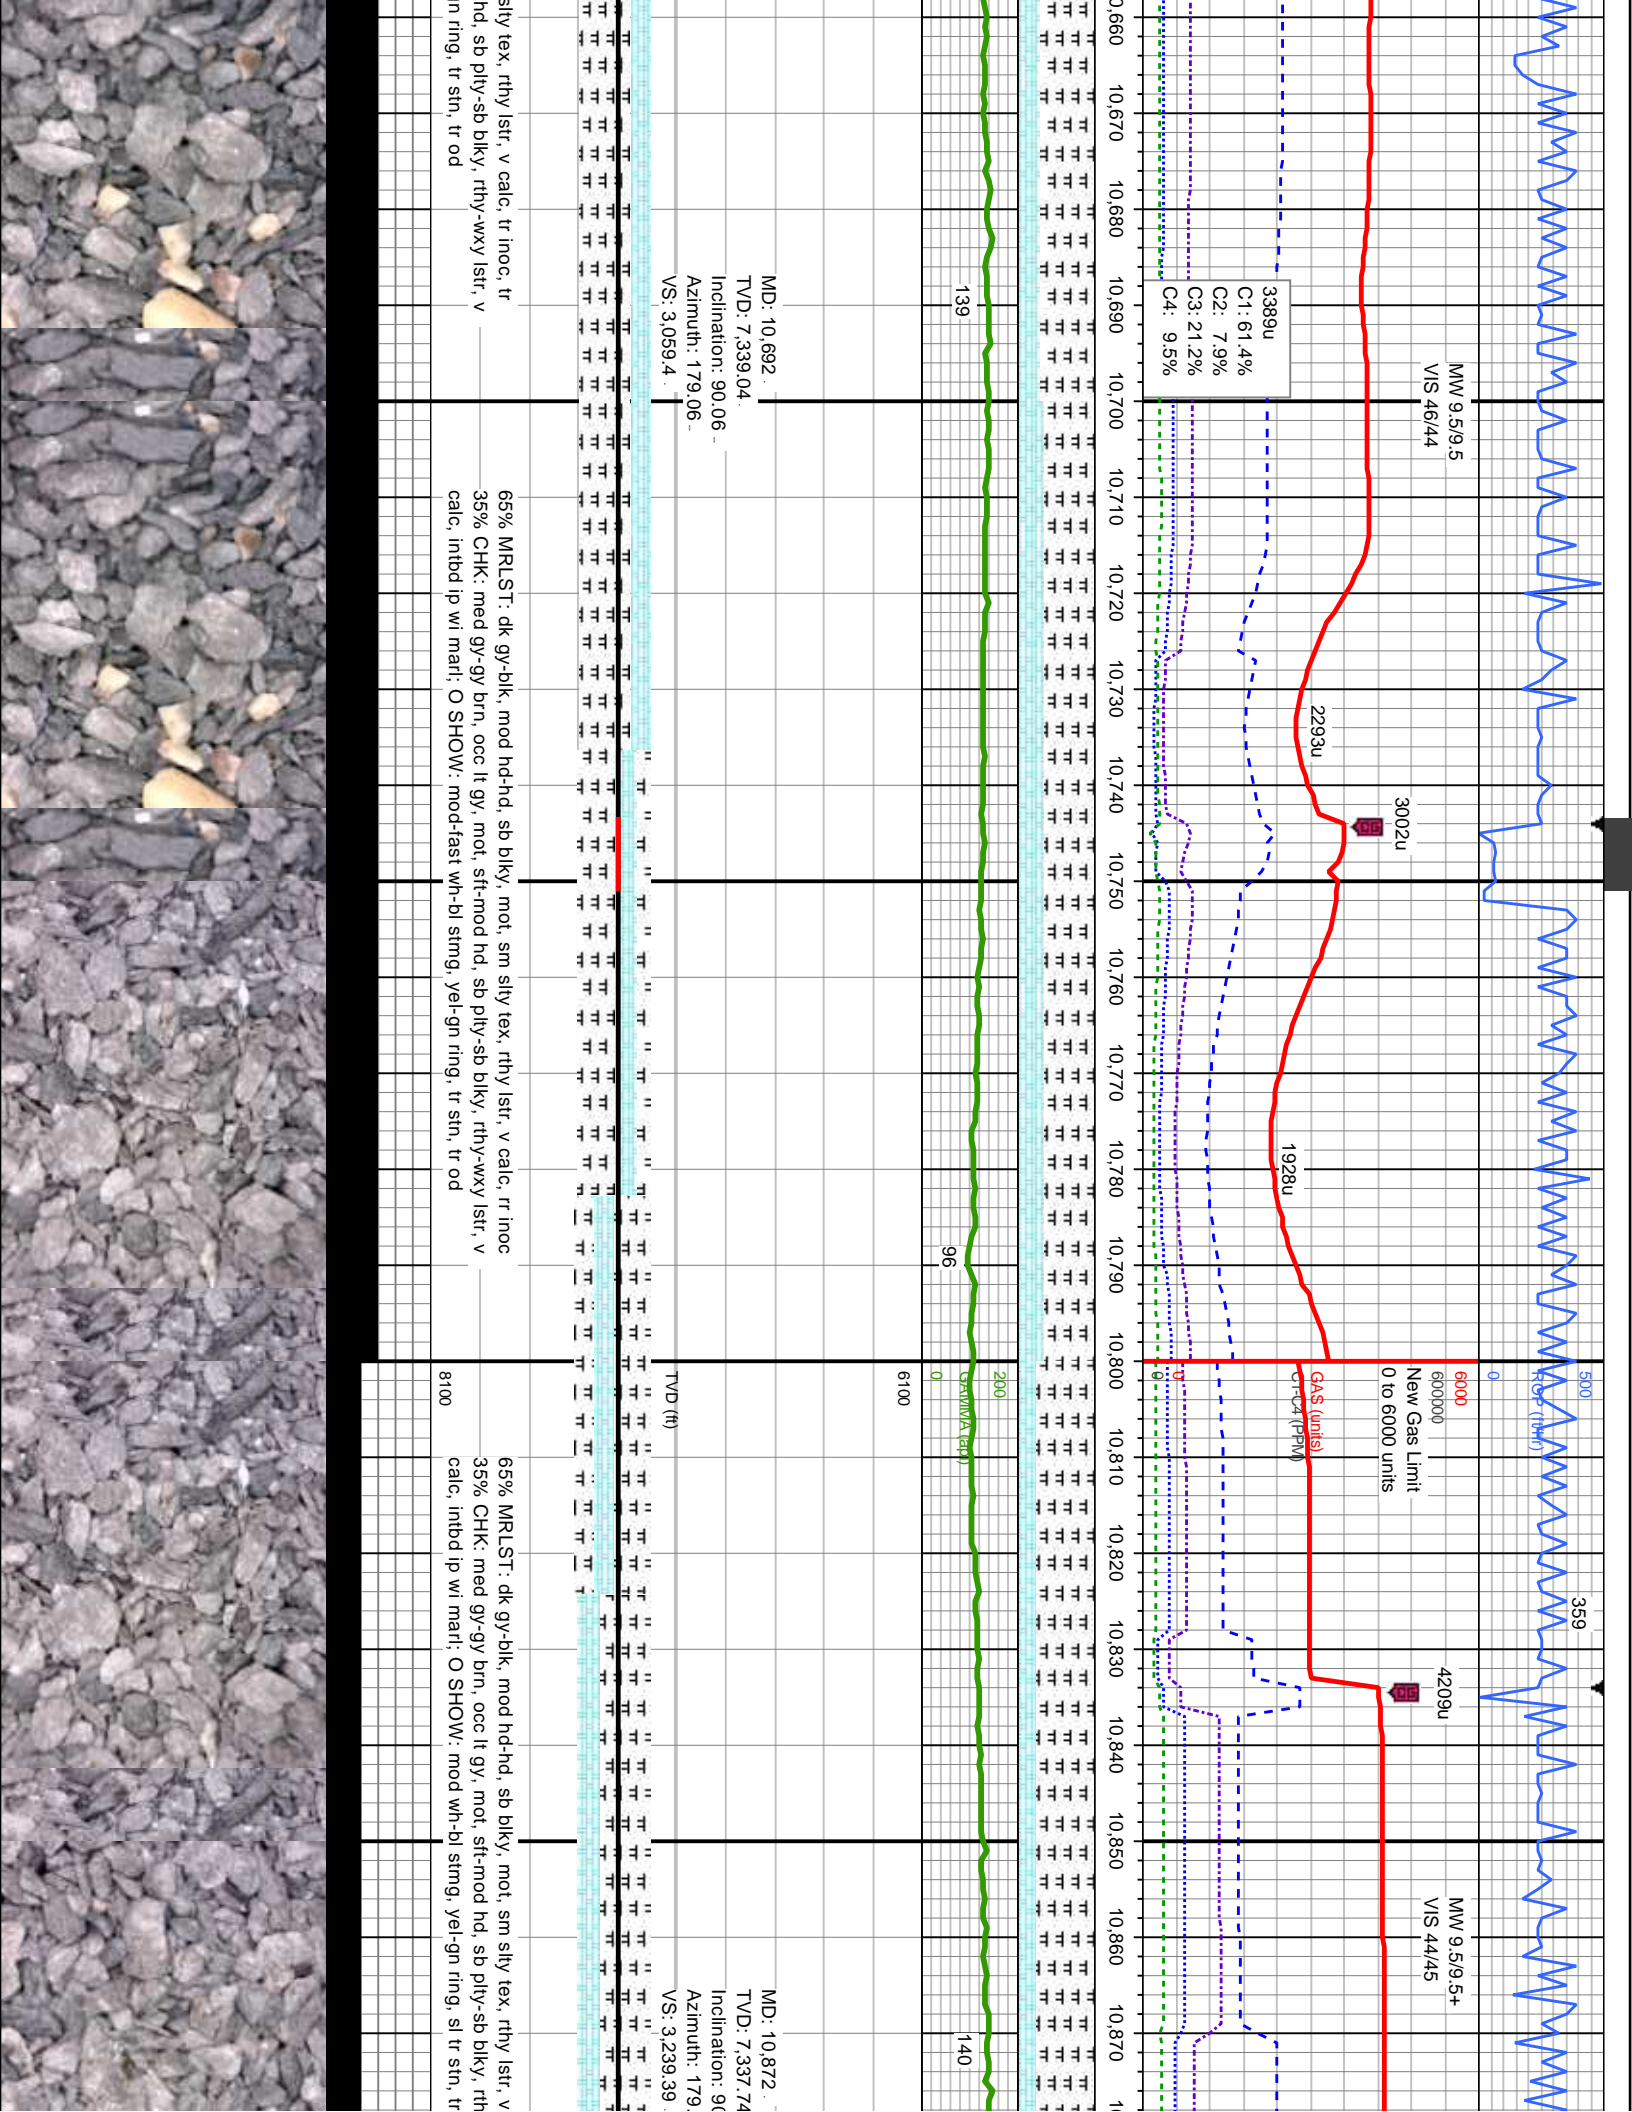 slty tex, rthy lstr, v calc, tr inoc, tr
hd, sb plty-sb blky, rthy-wxy lstr, v
n ring, tr stn, tr od
65% MRLST: dk gy-blk, mod hd-hd, sb blky, mot, sm slty tex, rthy lstr, v calc, rr inoc
35% CHK: med gy-gy brn, occ lt gy, mot, sft-mod hd, sb plty-sb blky, rthy-wxy lstr, v
calc, intbd ip wi marl; O SHOW: mod-fast wh-bl stmg, yel-gn ring, tr stn, tr od
65% MRLST: dk gy-blk, mod hd-hd, sb blky, mot, sm slty tex, rthy lstr, v
35% CHK: med gy-gy brn, occ lt gy, mot, sft-mod hd, sb plty-sb blky, rth
calc, intbd ip wi marl; O SHOW: mod wh-bl stmg, yel-gn ring, sl tr stn, tr
MD: 10,692
TVD: 7,339.04
Inclination: 90.06
Azimuth: 179.06
VS: 3,059.4
MD: 10,872
TVD: 7,337.74
Inclination: 90
Azimuth: 179.
VS: 3,239.39
6100
TVD (ft)
8100
139
96
140
200
GAMMA (api)
0
0,660
10,670
10,680
10,690
10,700
10,710
10,720
10,730
10,740
10,750
10,760
10,770
10,780
10,790
10,800
10,810
10,820
10,830
10,840
10,850
10,860
10,870
3389u
C1: 61.4%
C2: 7.9%
C3: 21.2%
C4: 9.5%
MW 9.5/9.5
VIS 46/44
2293u
3002u
1928u
6000
600000
New Gas Limit
0 to 6000 units
GAS (units)
C1-C4 (PPM)
0
0
4209u
MW 9.5/9.5+
VIS 44/45
500
ROP (ft/hr)
0
359